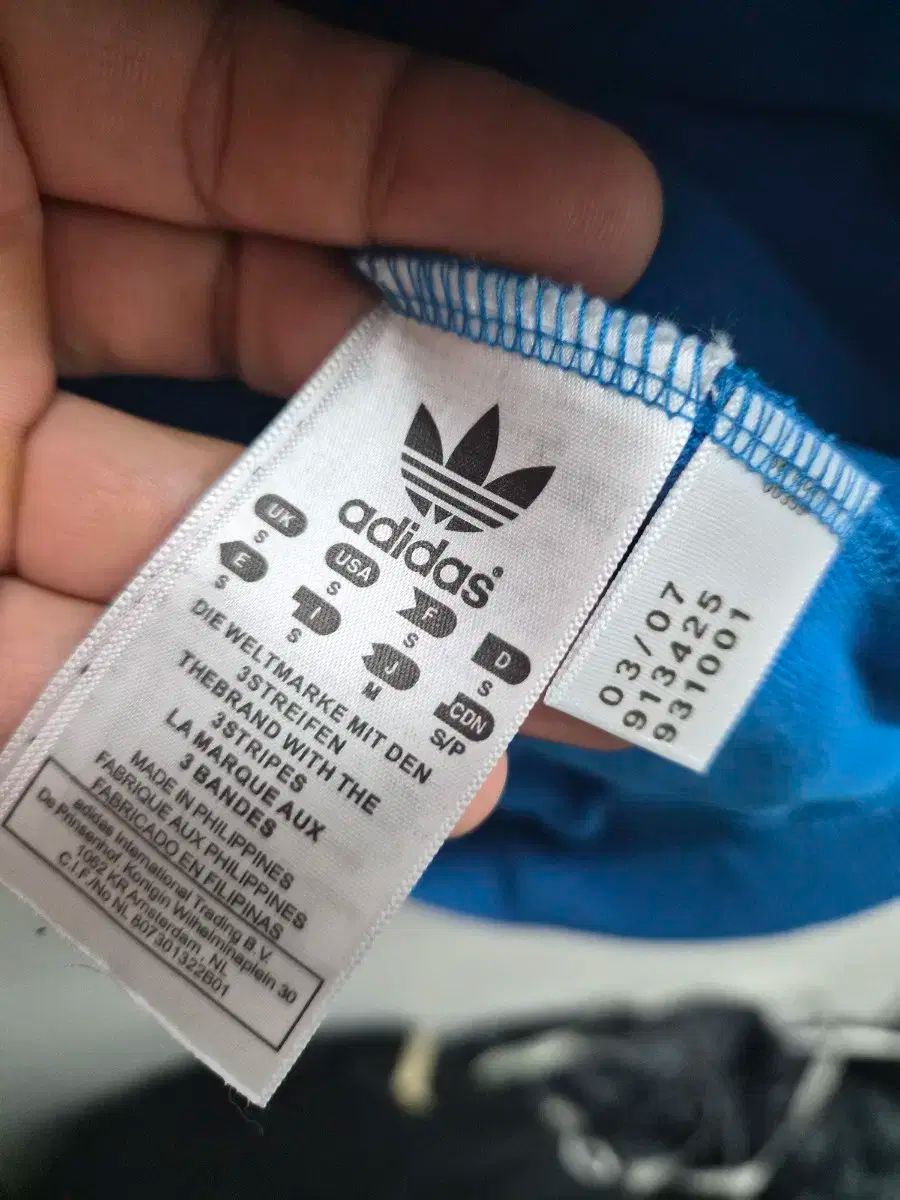 adidas®
UK
S
USA
S
F
S
D
S
E
S
I
S
J
M
CDN
S/P
DIE WELTMARKE MIT DEN
3STREIFEN
THEBRAND WITH THE
3STRIPES
LA MARQUE AUX
3 BANDES
MADE IN PHILIPPINES
FABRIQUE AUX PHILIPPINES
FABRICADO EN FILIPINAS
adidas International Trading B.V.
De Prinsenhof Konigin Wilhelminaplein 30
1062 KR Amsterdam, NL
C.I.F/No NL 807301322B01
03/07
913425
931001